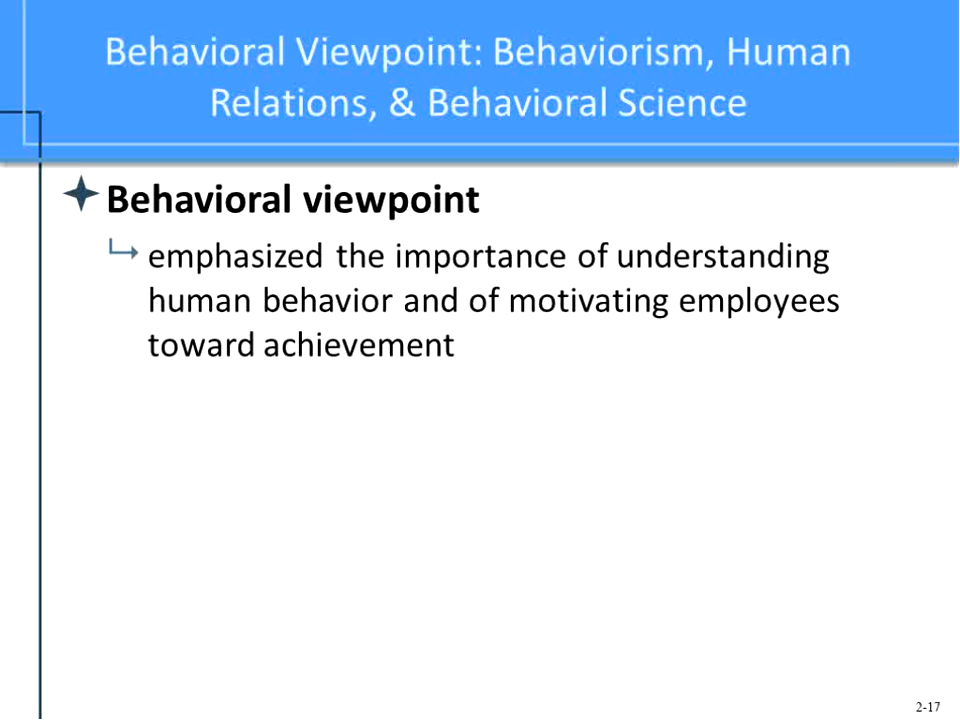 Behavioral Viewpoint: Behaviorism, Human
Relations, & Behavioral Science
Behavioral viewpoint
emphasized the importance of understanding
human behavior and of motivating employees
toward achievement
2-17